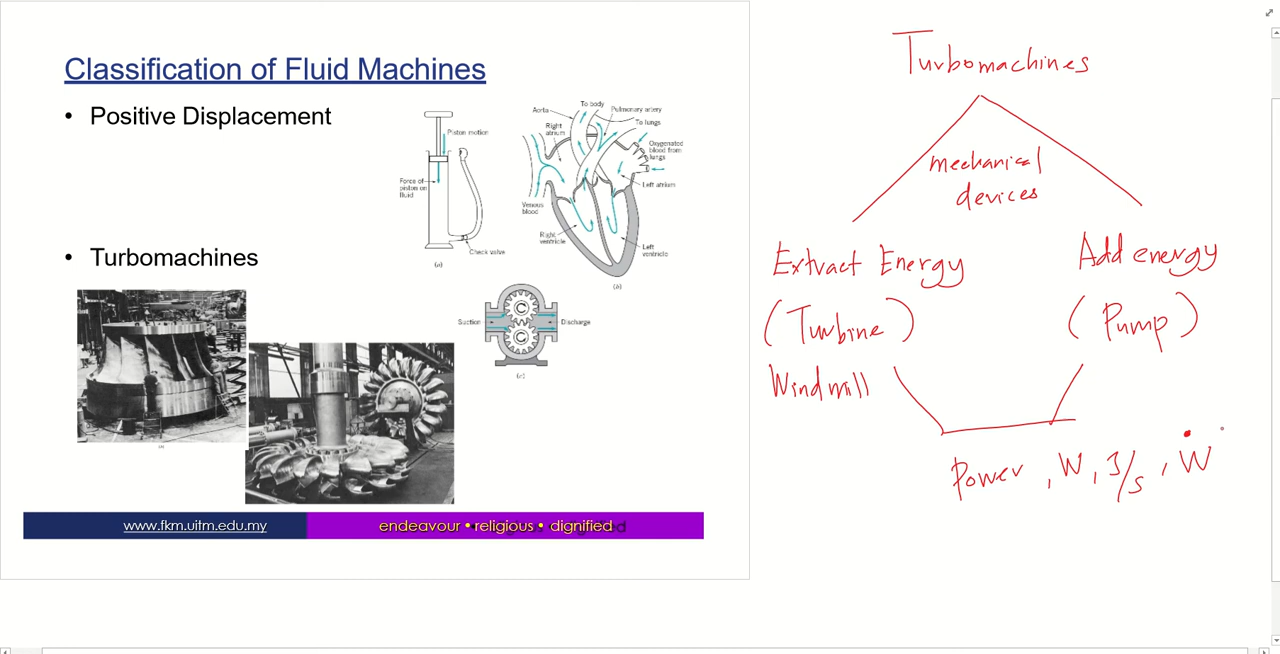 Classification of Fluid Machines
• Positive Displacement
Piston motion
Force of
piston on
fluid
Check valve
(a)
To body
Aorta
Pulmonary artery
To lungs
Right
atrium
Oxygenated
blood from
lungs
Left atrium
Venous
blood
Right
ventricle
Left
ventricle
(b)
• Turbomachines
Suction
Discharge
(c)
www.fkm.uitm.edu.my
endeavour • religious • dignified
Turbomachines
mechanical
devices
Extract Energy
(Turbine)
Windmill
Add energy
(Pump)
Power, W, J/s, Ẇ